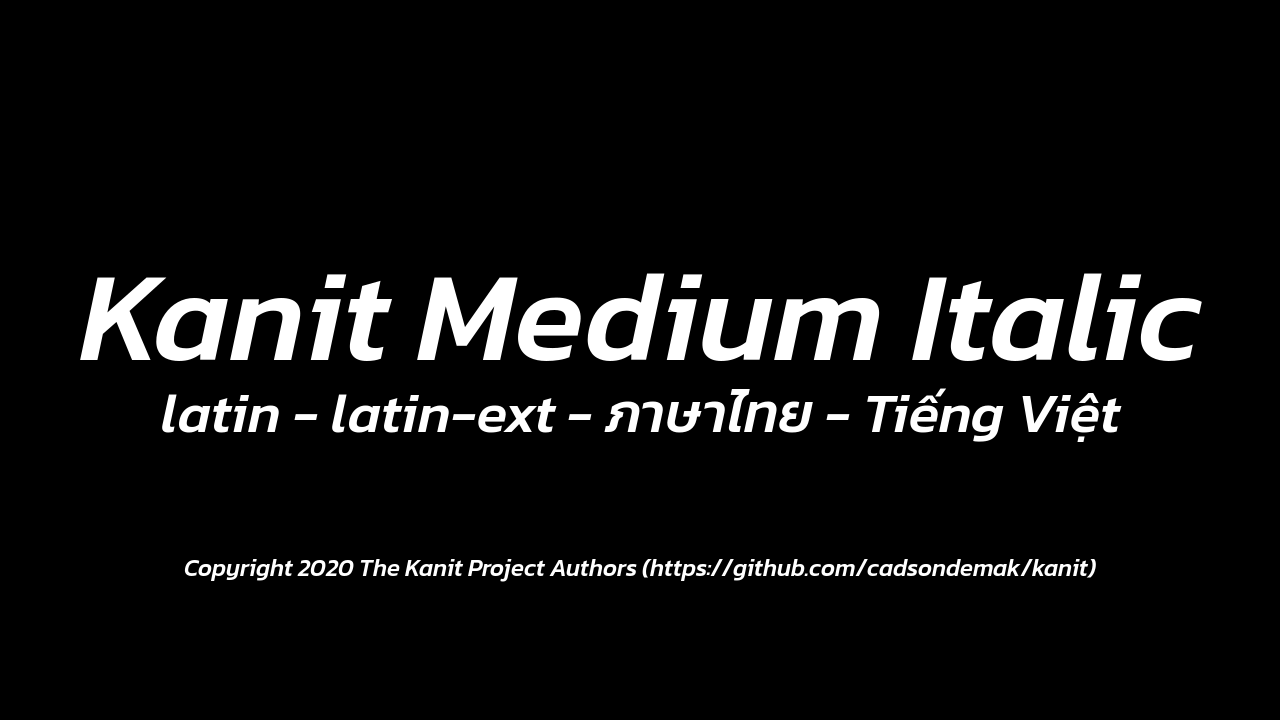 Kanit Medium Italic
latin - latin-ext - ภาษาไทย - Tiếng Việt
Copyright 2020 The Kanit Project Authors (https://github.com/cadsondemak/kanit)